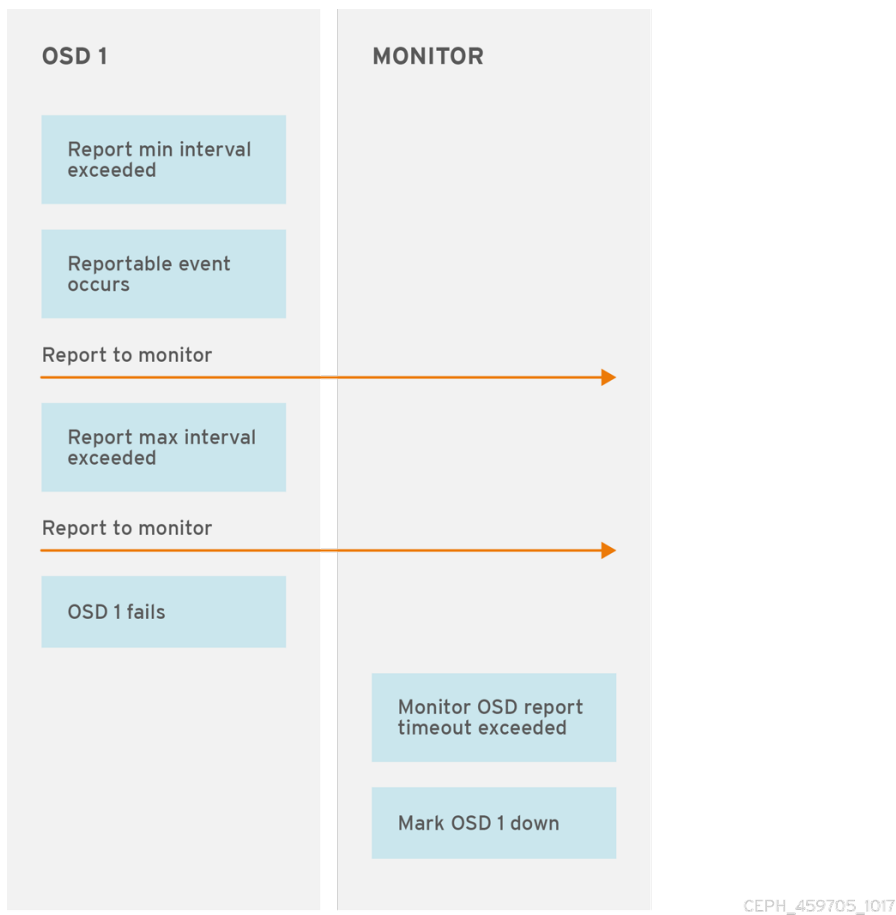 OSD 1
MONITOR
Report min interval
exceeded
Reportable event
occurs
Report to monitor
Report max interval
exceeded
Report to monitor
OSD 1 fails
Monitor OSD report
timeout exceeded
Mark OSD 1 down
CEPH_459705_1017